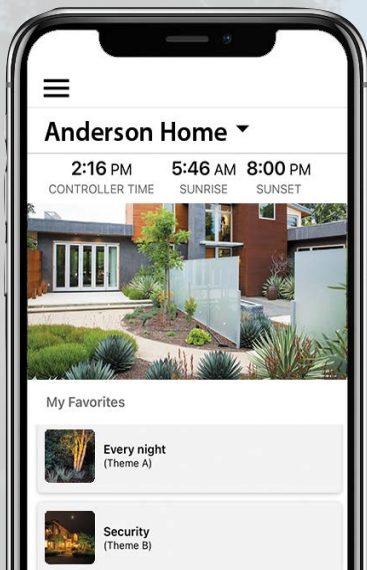 Anderson Home
2:16 PM 5:46 AM 8:00 PM
CONTROLLER TIME SUNRISE SUNSET
My Favorites
Every night
(Theme A)
Security
(Theme B)